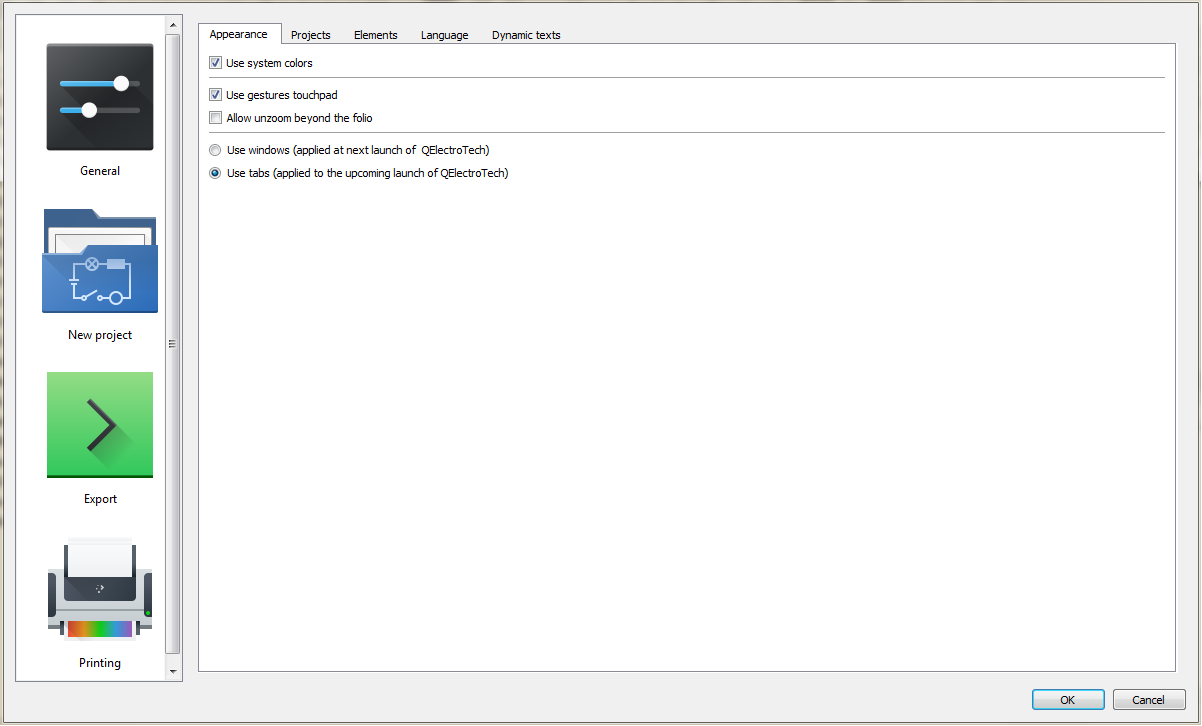 General
New project
Export
Printing
Appearance Projects Elements Language Dynamic texts
Use system colors
Use gestures touchpad
Allow unzoom beyond the folio
Use windows (applied at next launch of  QElectroTech)
Use tabs (applied to the upcoming launch of QElectroTech)
OK Cancel